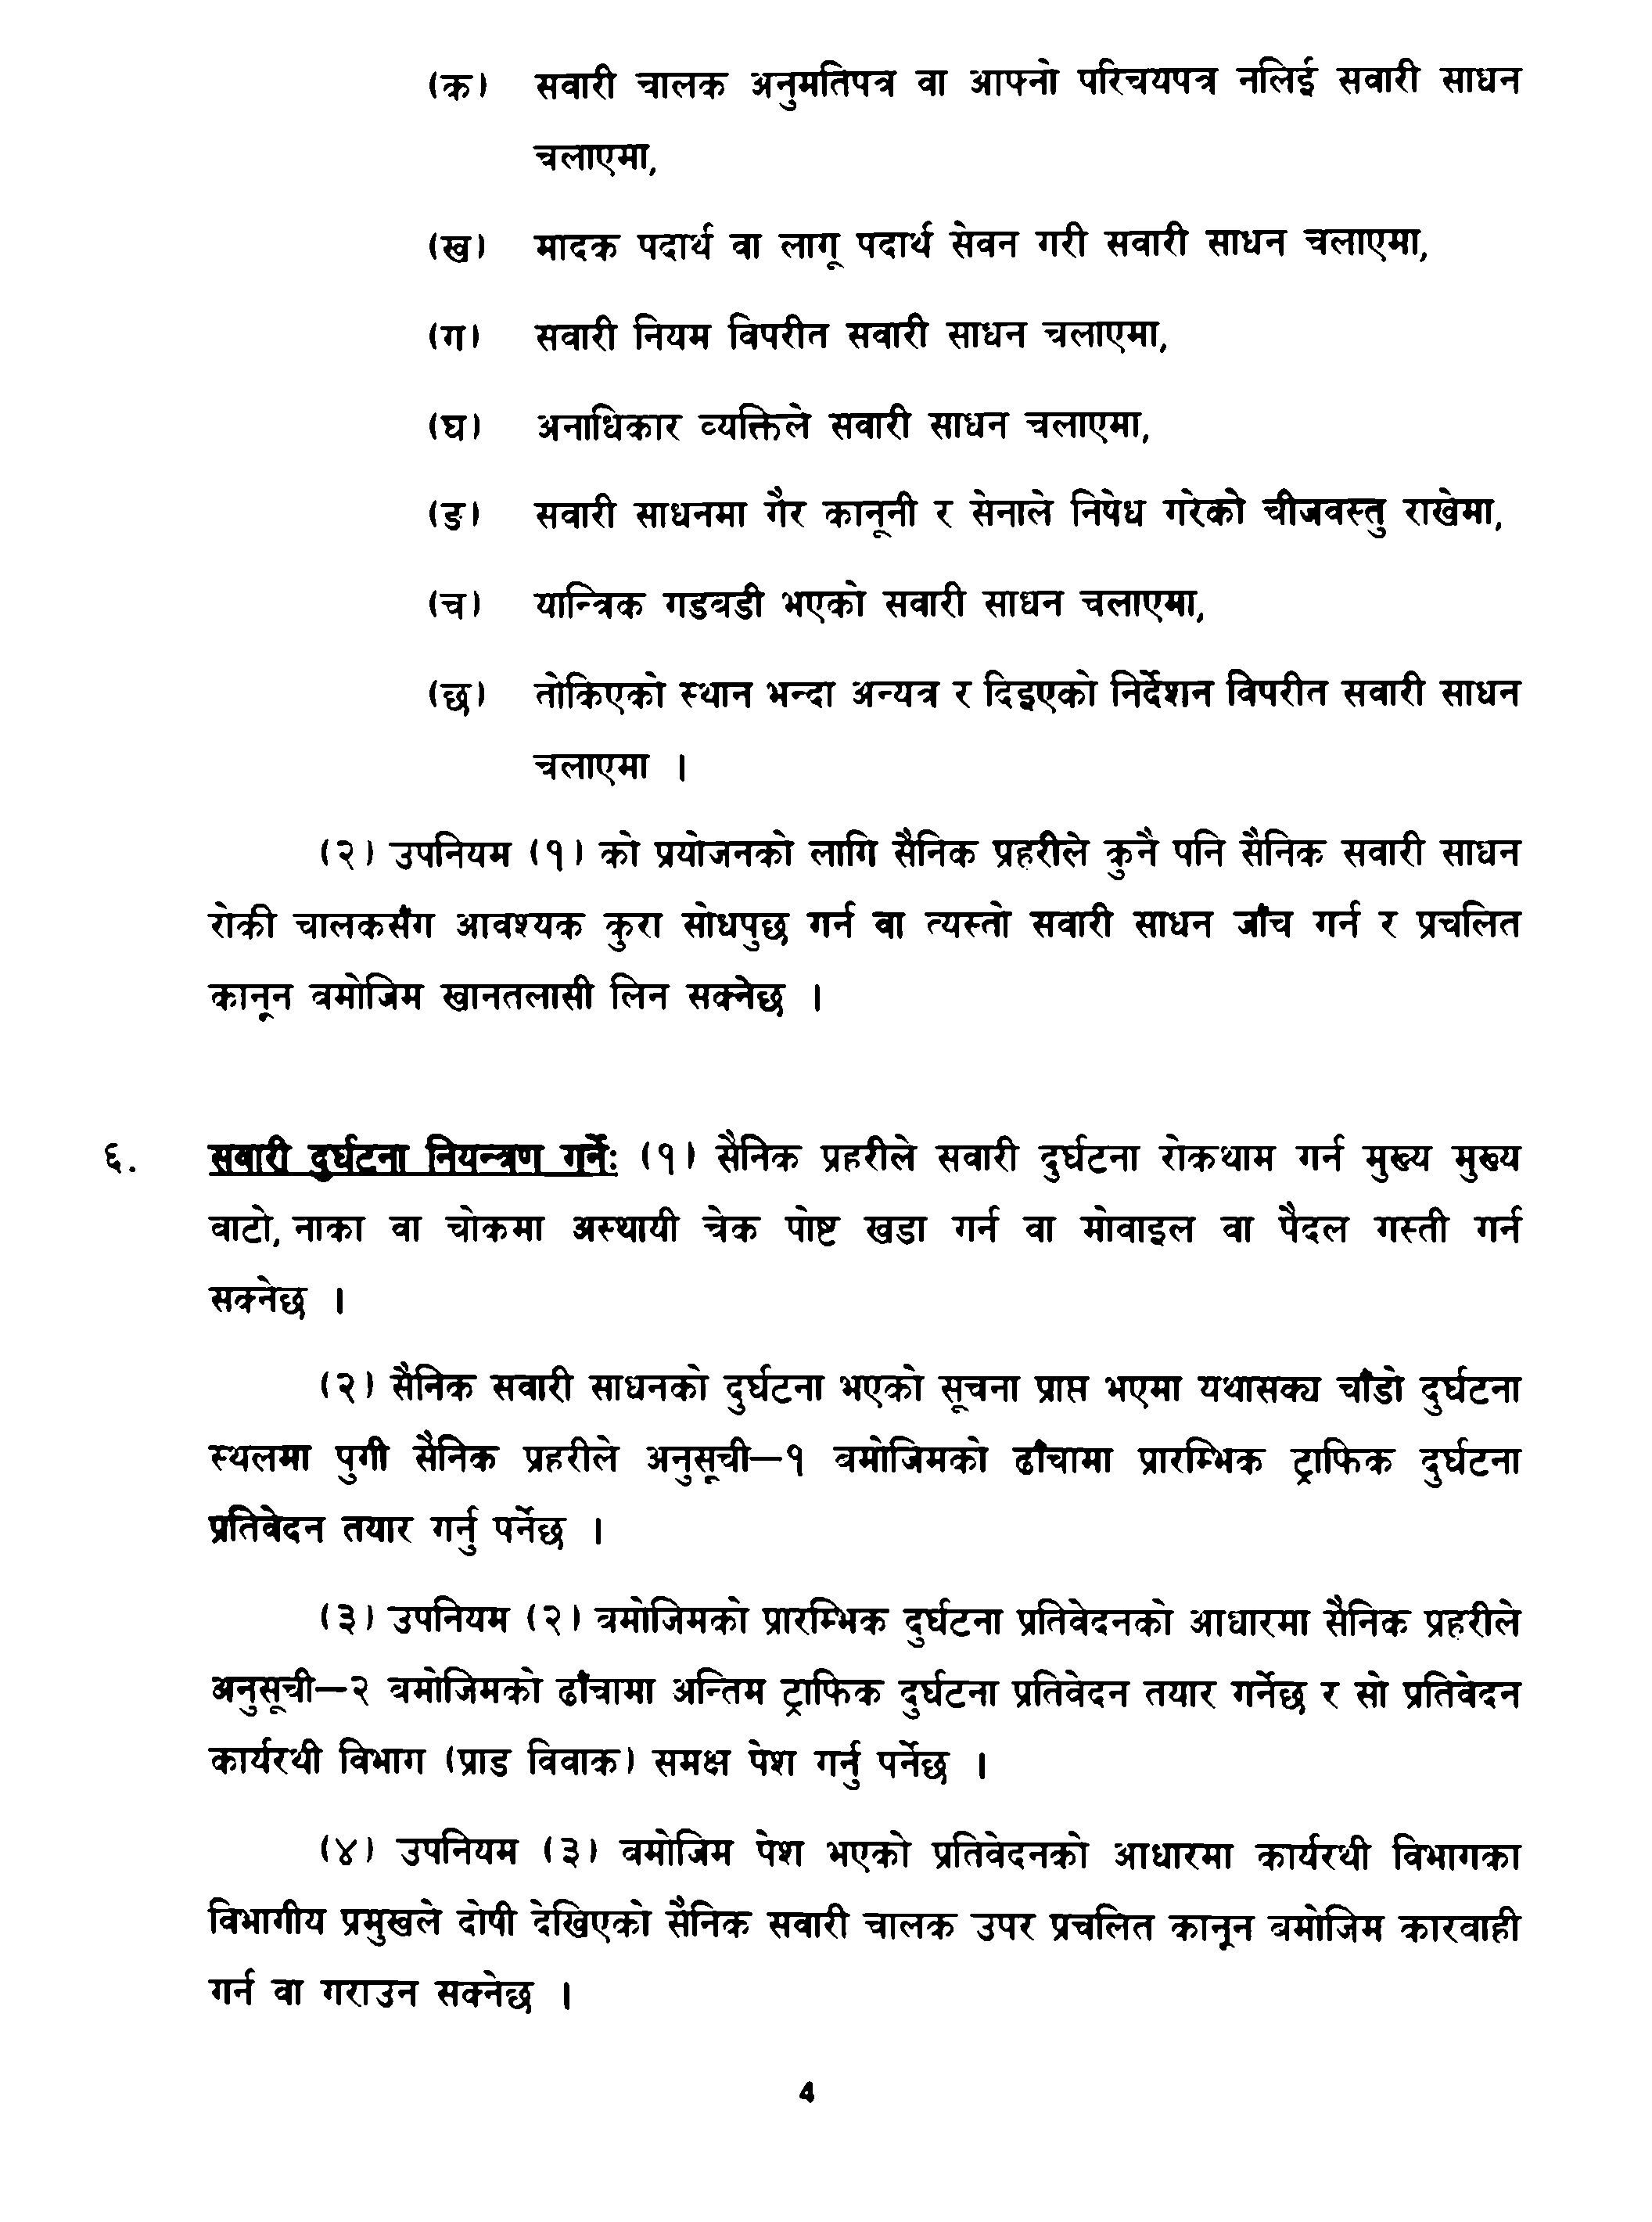 (क) सवारी चालक अनुमतिपत्र वा आफ्नो परिचयपत्र नलिई सवारी साधन
चलाएमा,
(ख) मादक पदार्थ वा लागू पदार्थ सेवन गरी सवारी साधन चलाएमा,
(ग) सवारी नियम विपरीत सवारी साधन चलाएमा,
(घ) अनाधिकार व्यक्तिले सवारी साधन चलाएमा,
(ङ) सवारी साधनमा गैर कानूनी र सेनाले निषेध गरेको चीजवस्तु राखेमा,
(च) यान्त्रिक गडबडी भएको सवारी साधन चलाएमा,
(छ) तोकिएको स्थान भन्दा अन्यत्र र दिइएको निर्देशन विपरीत सवारी साधन
चलाएमा ।
(२) उपनियम (१) को प्रयोजनको लागि सैनिक प्रहरीले कुनै पनि सैनिक सवारी साधन
रोकी चालकसँग आवश्यक कुरा सोधपुछ गर्न वा त्यस्तो सवारी साधन जाँच गर्न र प्रचलित
कानून बमोजिम खानतलासी लिन सक्नेछ ।
६. सवारी दुर्घटना नियन्त्रण गर्नेः (१) सैनिक प्रहरीले सवारी दुर्घटना रोकथाम गर्न मुख्य मुख्य
बाटो, नाका वा चोकमा अस्थायी चेक पोष्ट खडा गर्न वा मोबाइल वा पैदल गस्ती गर्न
सक्नेछ ।
(२) सैनिक सवारी साधनको दुर्घटना भएको सूचना प्राप्त भएमा यथासक्य चाँडो दुर्घटना
स्थलमा पुगी सैनिक प्रहरीले अनुसूची–१ बमोजिमको ढाँचामा प्रारम्भिक ट्राफिक दुर्घटना
प्रतिवेदन तयार गर्नु पर्नेछ ।
(३) उपनियम (२) बमोजिमको प्रारम्भिक दुर्घटना प्रतिवेदनको आधारमा सैनिक प्रहरीले
अनुसूची–२ बमोजिमको ढाँचामा अन्तिम ट्राफिक दुर्घटना प्रतिवेदन तयार गर्नेछ र सो प्रतिवेदन
कार्यरथी विभाग (प्राड विवाक) समक्ष पेश गर्नु पर्नेछ ।
(४) उपनियम (३) बमोजिम पेश भएको प्रतिवेदनको आधारमा कार्यरथी विभागका
विभागीय प्रमुखले दोषी देखिएको सैनिक सवारी चालक उपर प्रचलित कानून बमोजिम कारवाही
गर्न वा गराउन सक्नेछ ।
4